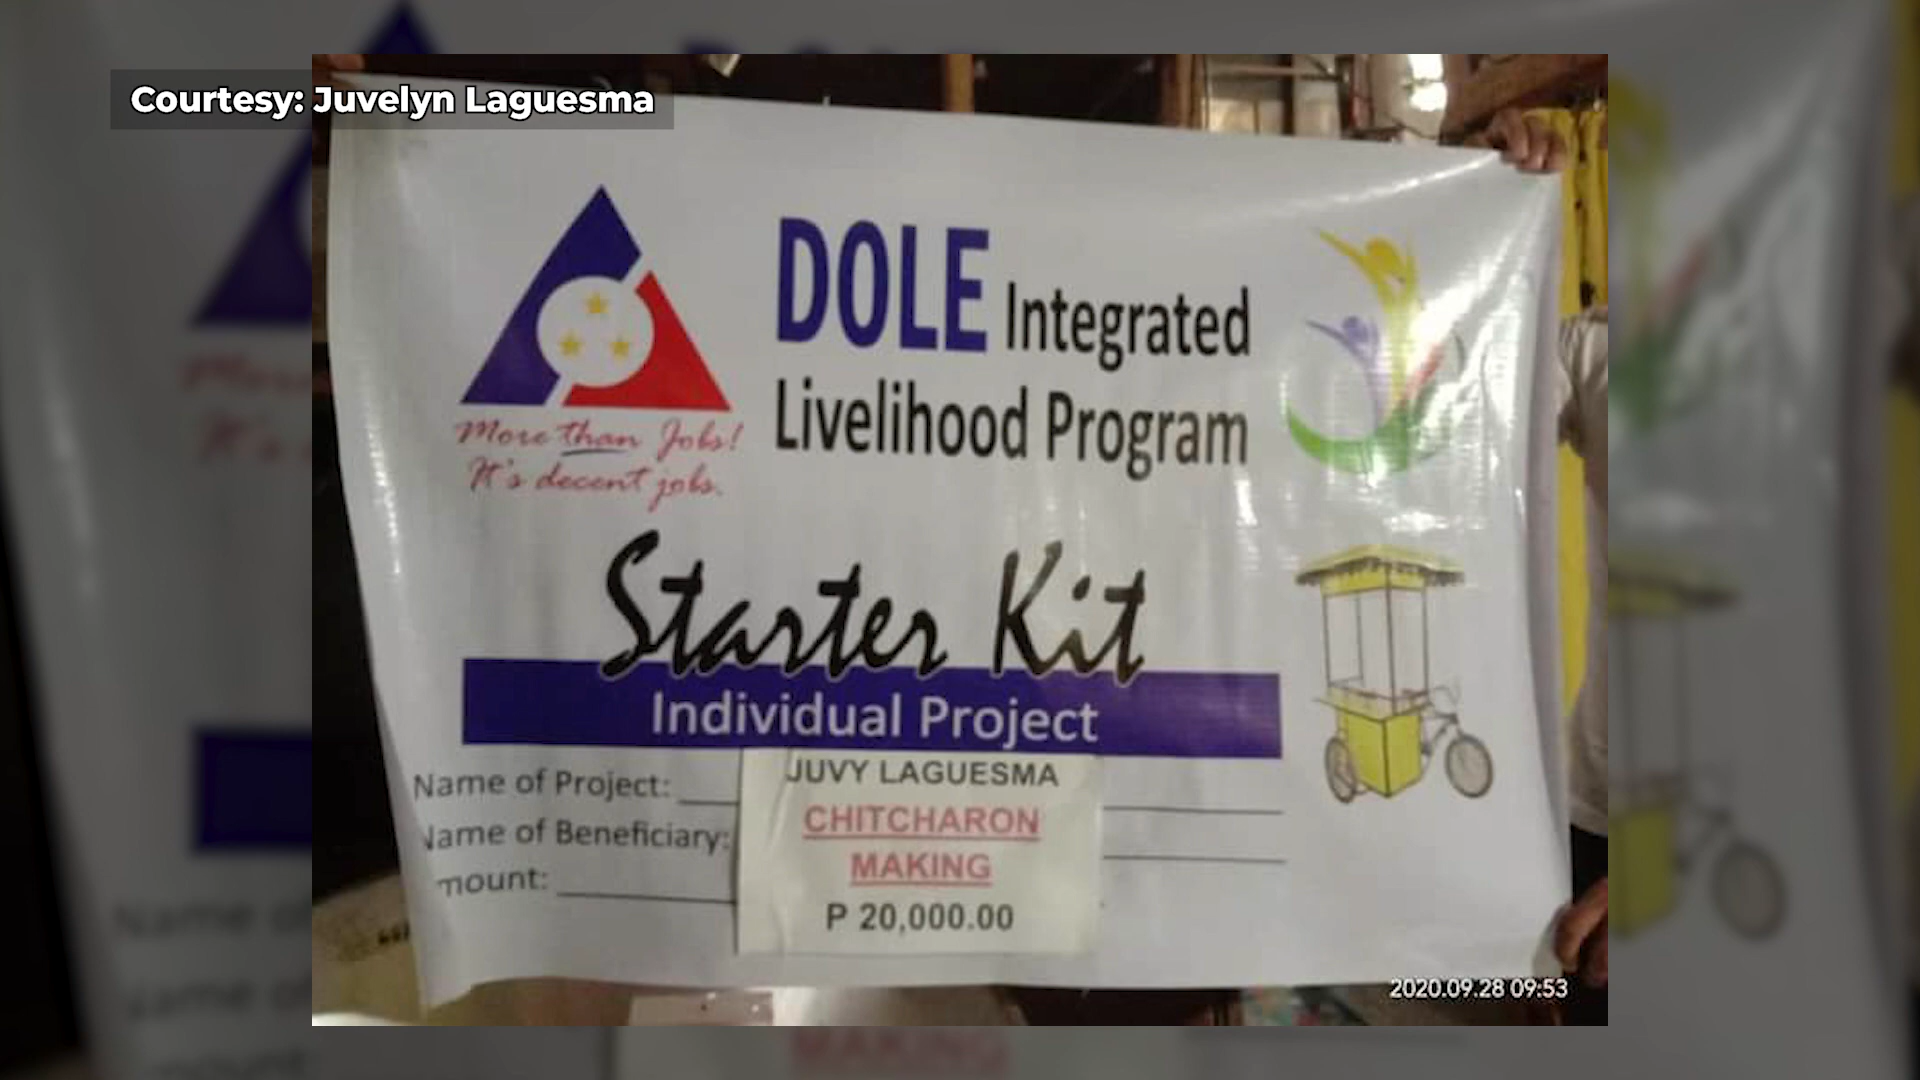 Courtesy: Juvelyn Laguesma
DOLE Integrated
Livelihood Program
More than Jobs!
It's decent jobs.
Starter Kit
Individual Project
Name of Project:
Name of Beneficiary:
mount:
JUVY LAGUESMA
CHITCHARON
MAKING
P 20,000.00
2020.09.28 09:53